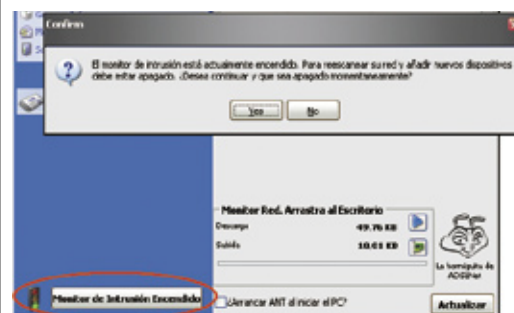 Confirm
El monitor de intrusión está actualmente encendido. Para reescanear su red y añadir nuevos dispositivos
debe estar apagado. ¿Desea continuar y que sea apagado momentaneamente?
Yes
No
Monitor Red. Arrastra al Escritorio
Descarga 49.76 KB
Subida 10.01 KB
La hormiguita de
ADSLNet
Monitor de Intrusión Encendido
¿Arrancar ANT al iniciar el PC?
Actualizar